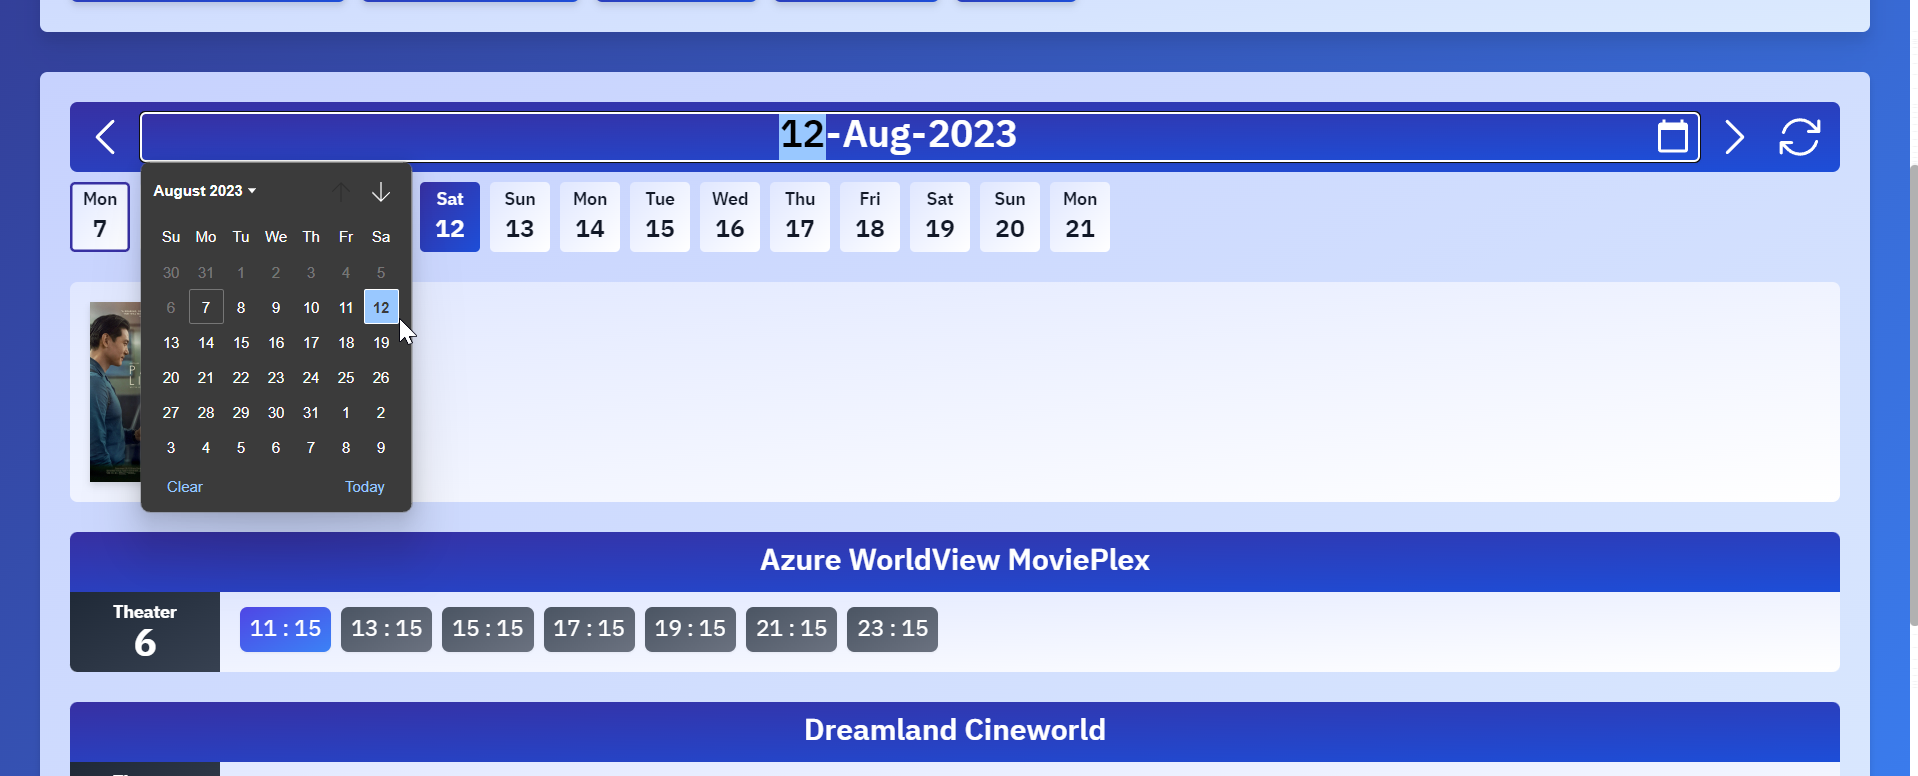 12-Aug-2023
Mon Sat Sun Mon Tue Wed Thu Fri Sat Sun Mon
7 12 13 14 15 16 17 18 19 20 21
August 2023
Su Mo Tu We Th Fr Sa
30 31 1 2 3 4 5
6 7 8 9 10 11 12
13 14 15 16 17 18 19
20 21 22 23 24 25 26
27 28 29 30 31 1 2
3 4 5 6 7 8 9
Clear Today
Azure WorldView MoviePlex
Theater
6
11:15 13:15 15:15 17:15 19:15 21:15 23:15
Dreamland Cineworld